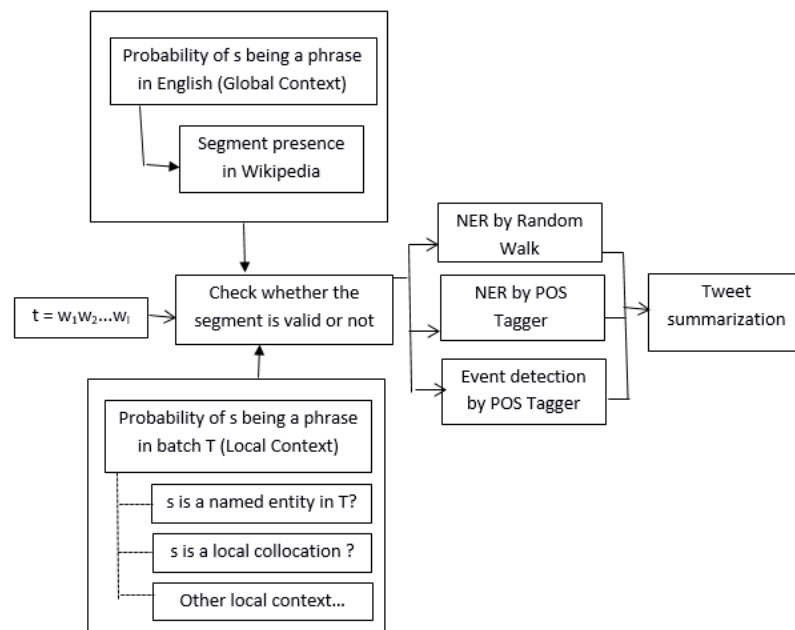 Probability of s being a phrase
in English (Global Context)
Segment presence
in Wikipedia
t = w₁w₂...wₗ
Check whether the
segment is valid or not
NER by Random
Walk
NER by POS
Tagger
Event detection
by POS Tagger
Tweet
summarization
Probability of s being a phrase
in batch T (Local Context)
s is a named entity in T?
s is a local collocation ?
Other local context...